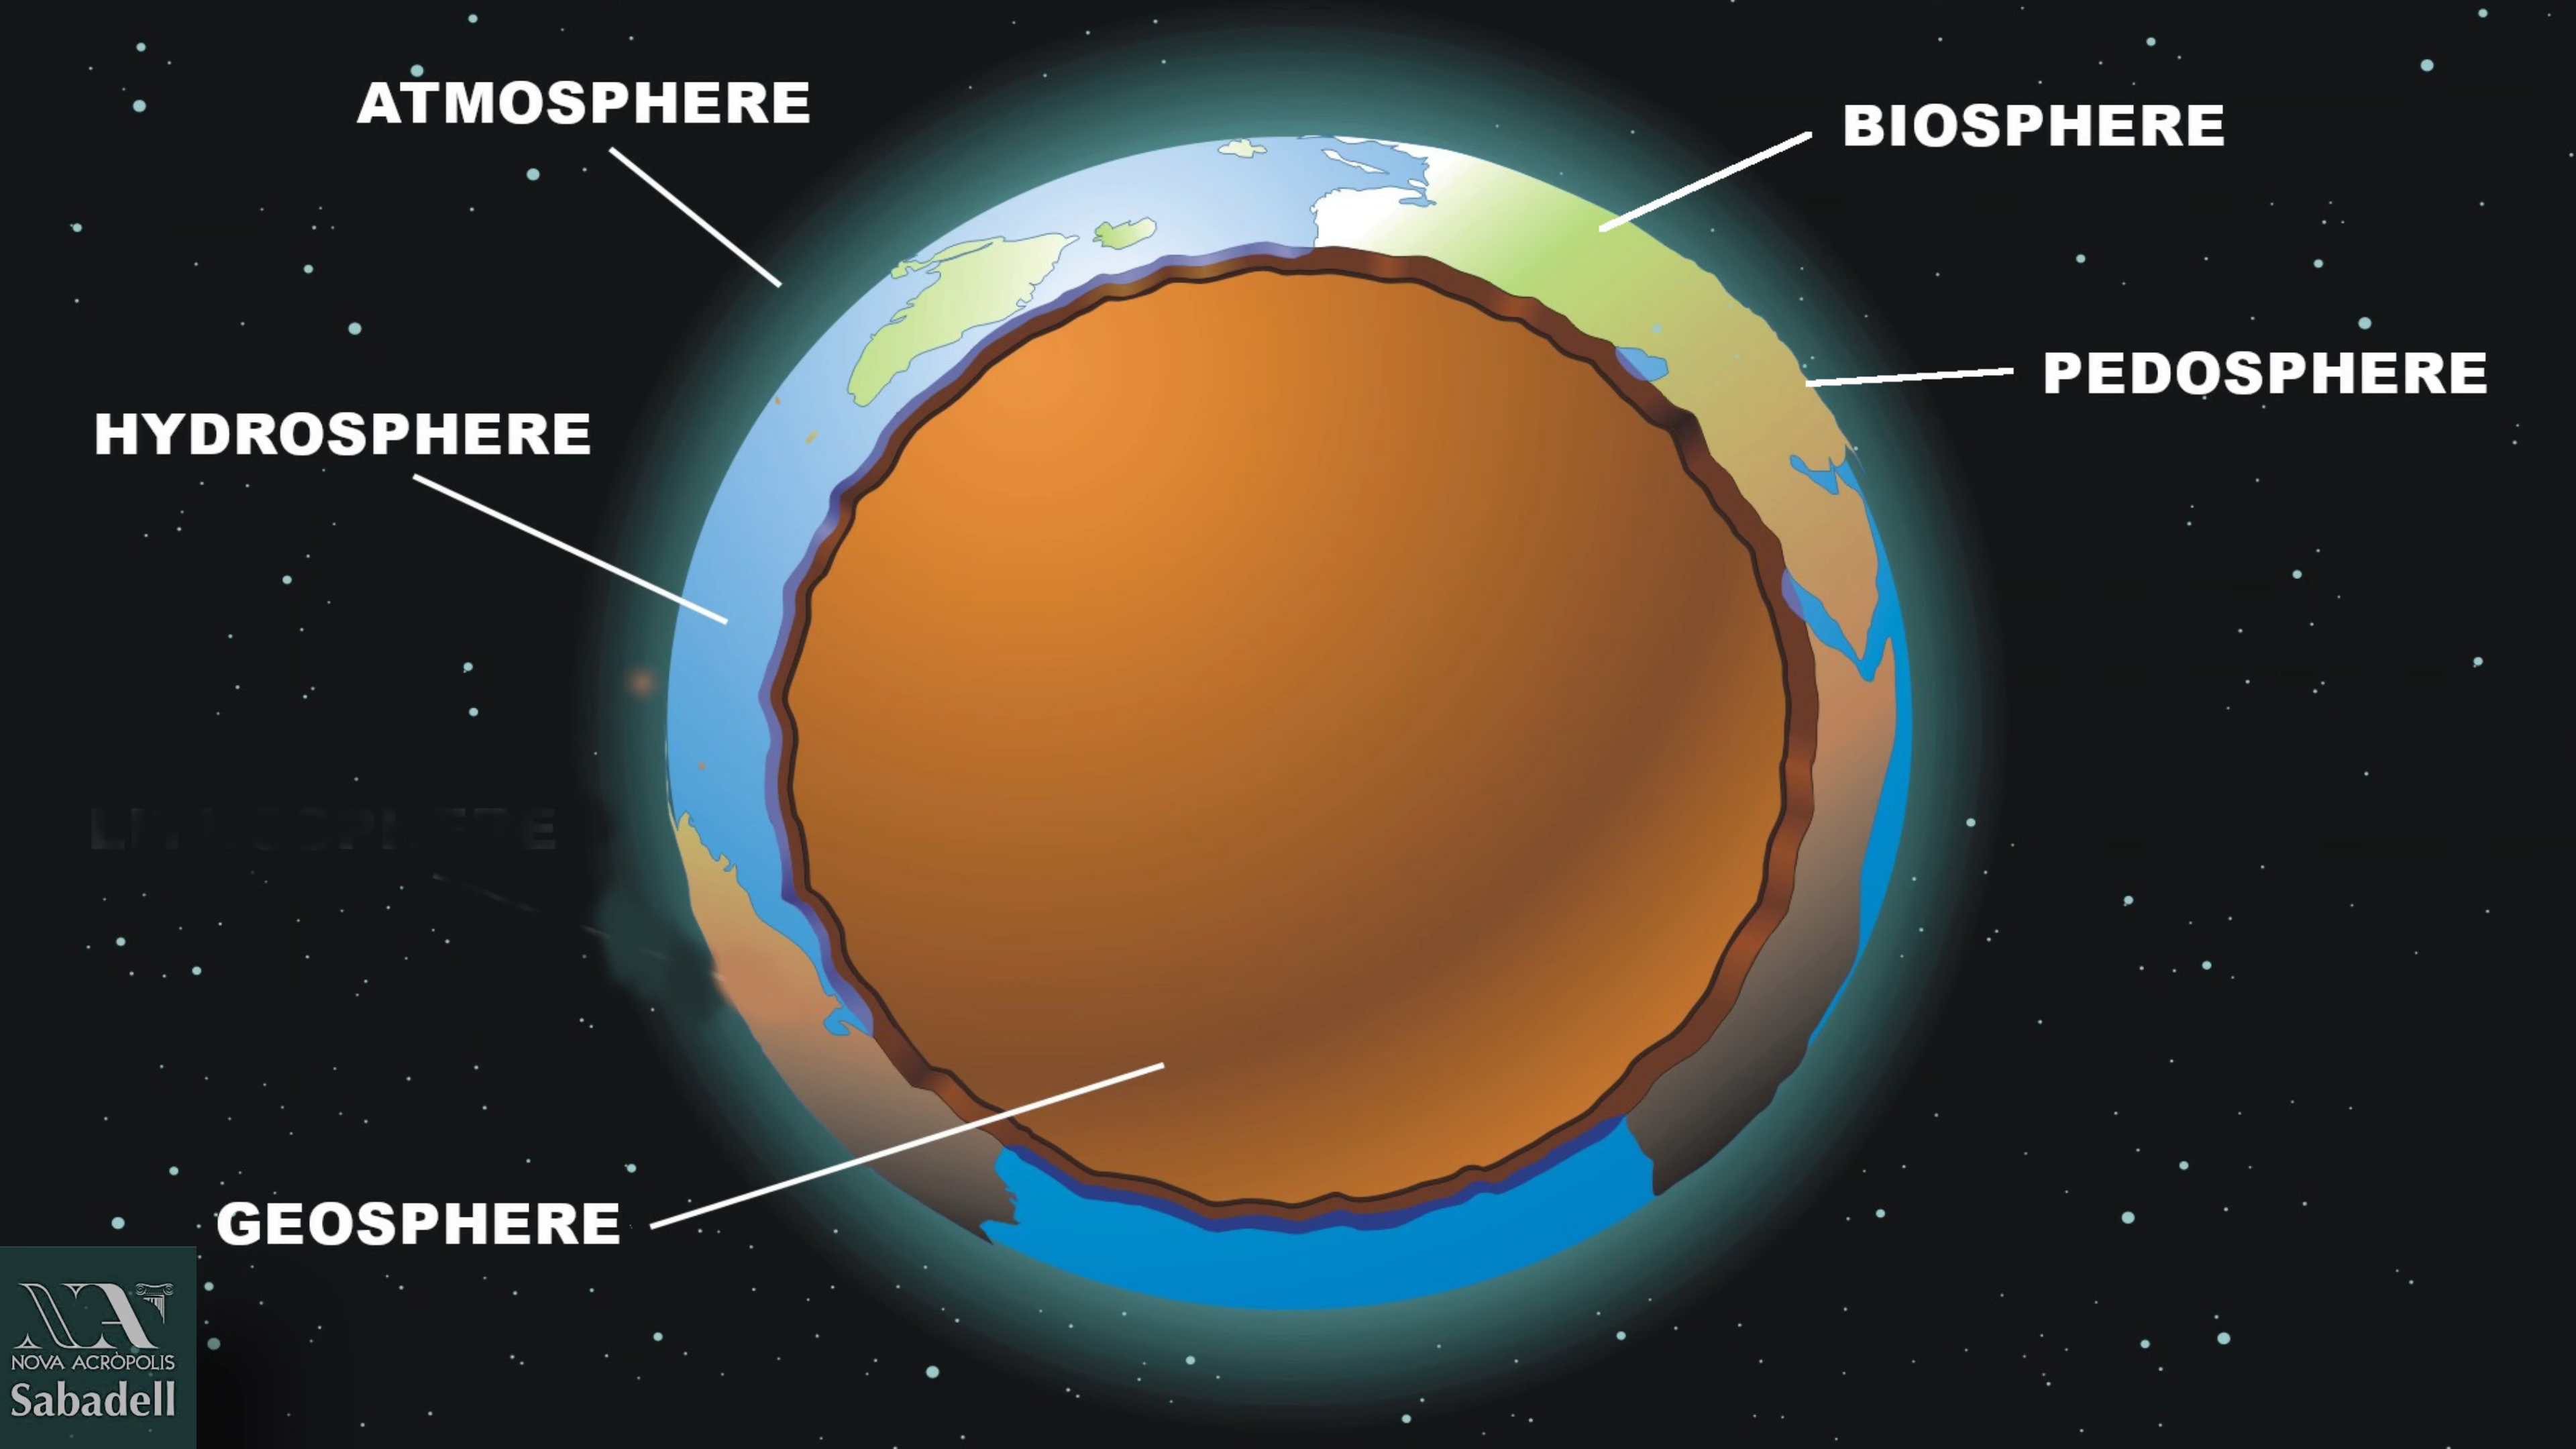 ATMOSPHERE
BIOSPHERE
PEDOSPHERE
HYDROSPHERE
GEOSPHERE
NOVA ACRÒPOLIS
Sabadell